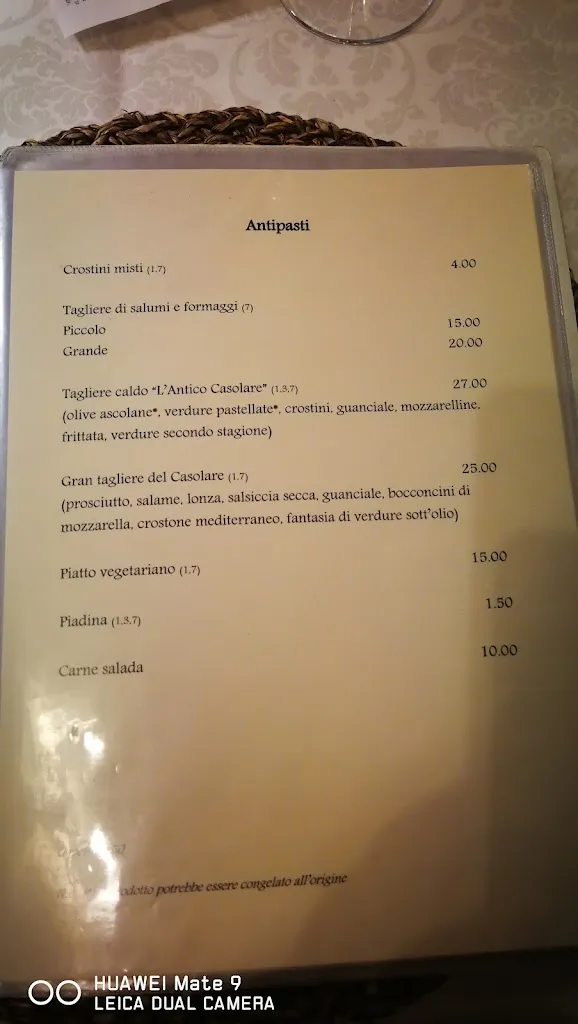 Antipasti
Crostini misti (1.7) 4.00
Tagliere di salumi e formaggi (7)
Piccolo 15.00
Grande 20.00
Tagliere caldo "L'Antico Casolare" (1.3.7) 27.00
(olive ascolane*, verdure pastellate*, crostini, guanciale, mozzarelline,
frittata, verdure secondo stagione)
Gran tagliere del Casolare (1.7) 25.00
(prosciutto, salame, lonza, salsiccia secca, guanciale, bocconcini di
mozzarella, crostone mediterraneo, fantasia di verdure sott'olio)
Piatto vegetariano (1.7) 15.00
Piadina (1.3.7) 1.50
Carne salada 10.00
potrebbe essere congelato all'origine
HUAWEI Mate 9
LEICA DUAL CAMERA